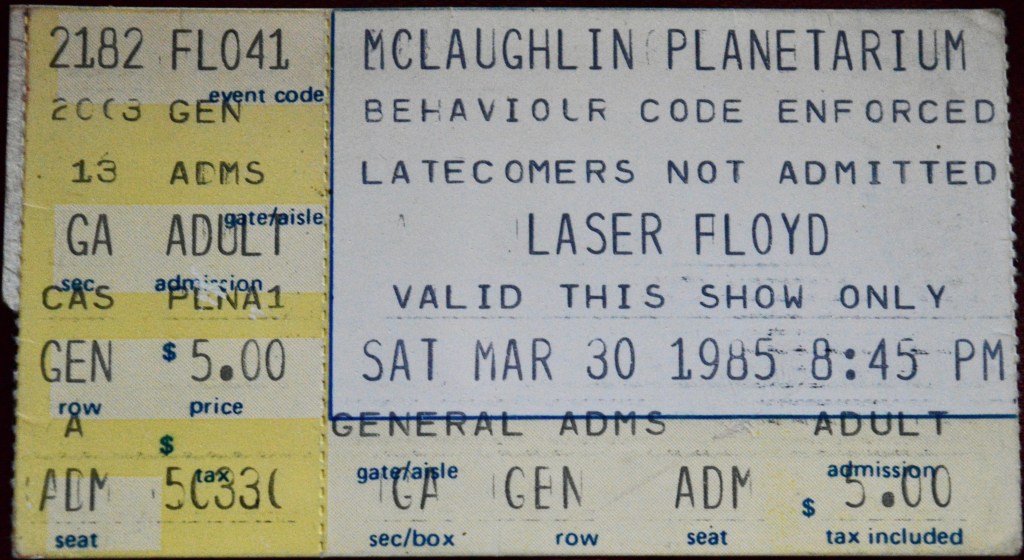 2182 FL041
event code
GEN
13 ADMS
gate/aisle
GA ADULT
sec admission
CAS PLNA1
GEN $ 5.00
row price
A $
tax
ADM
seat
MCLAUGHLIN PLANETARIUM
BEHAVIOUR CODE ENFORCED
LATECOMERS NOT ADMITTED
LASER FLOYD
VALID THIS SHOW ONLY
SAT MAR 30 1985 8:45 PM
GENERAL ADMS ADULT
gate/aisle admission
GA GEN ADM $ 5.00
sec/box row seat tax included